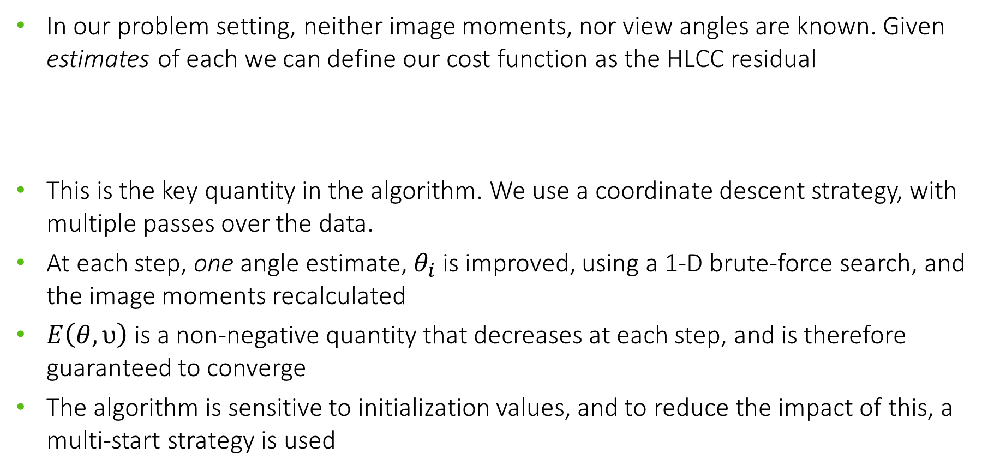 • In our problem setting, neither image moments, nor view angles are known. Given
estimates of each we can define our cost function as the HLCC residual
• This is the key quantity in the algorithm. We use a coordinate descent strategy, with
multiple passes over the data.
• At each step, one angle estimate, θᵢ is improved, using a 1-D brute-force search, and
the image moments recalculated
• E(θ,υ) is a non-negative quantity that decreases at each step, and is therefore
guaranteed to converge
• The algorithm is sensitive to initialization values, and to reduce the impact of this, a
multi-start strategy is used